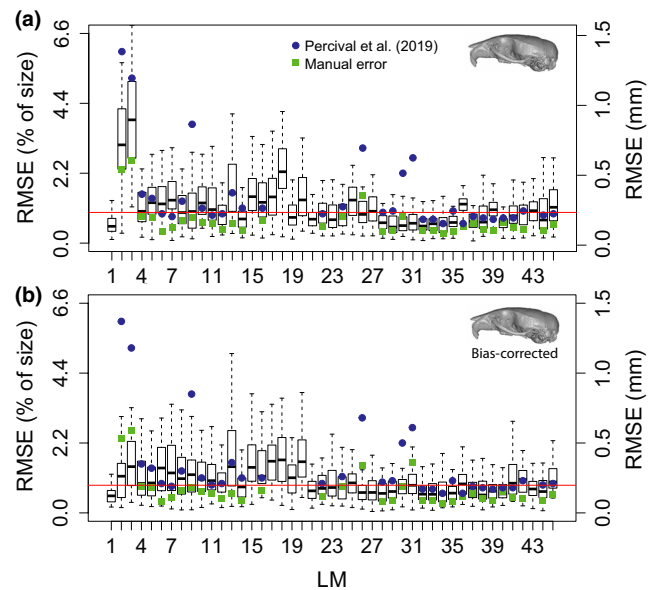 (a)
Percival et al. (2019)
Manual error
RMSE (% of size)
6.6
4.4
2.2
0.0
RMSE (mm)
1.5
1.0
0.5
0.0
1 4 7 11 15 19 23 27 31 35 39 43
(b)
Bias-corrected
RMSE (% of size)
6.6
4.4
2.2
0.0
RMSE (mm)
1.5
1.0
0.5
0.0
1 4 7 11 15 19 23 27 31 35 39 43
LM